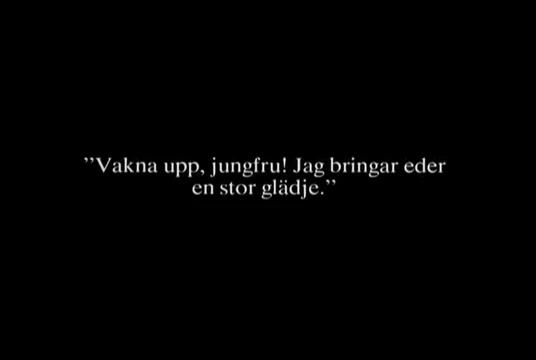 ”Vakna upp, jungfru! Jag bringar eder
en stor glädje.”